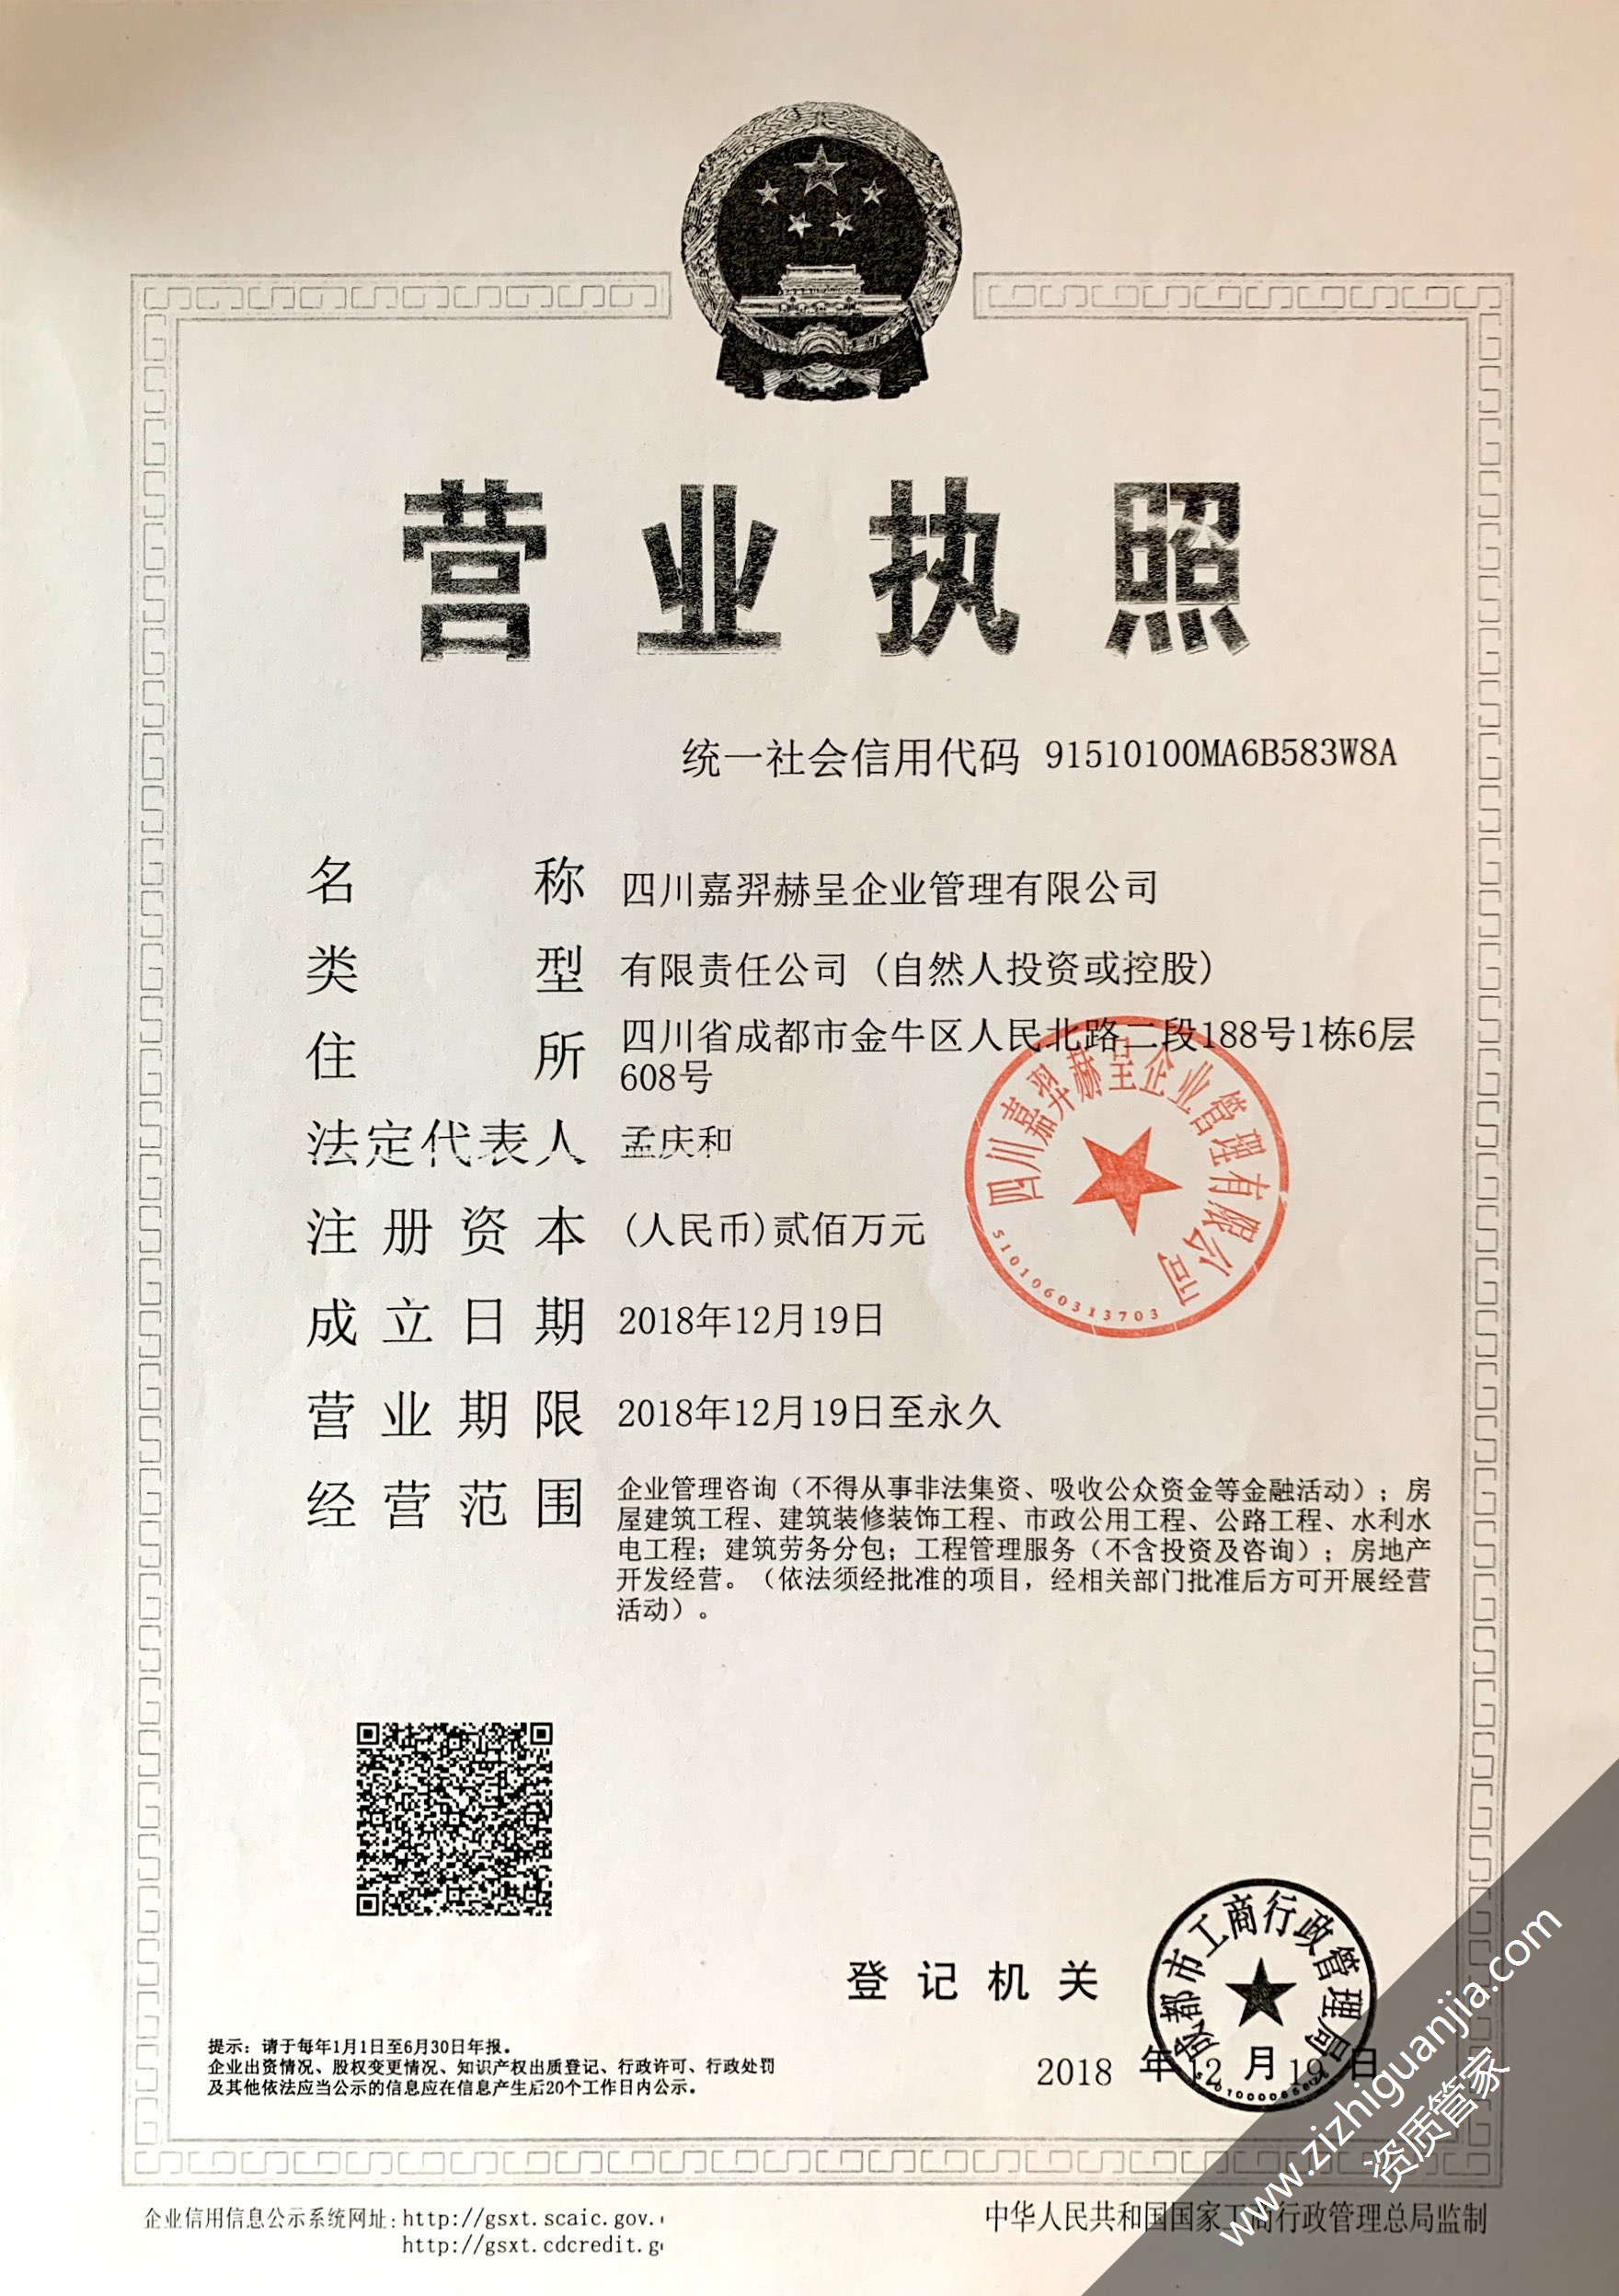 营业执照
统一社会信用代码 91510100MA6B583W8A
名称 四川嘉羿赫呈企业管理有限公司
类型 有限责任公司（自然人投资或控股）
住所 四川省成都市金牛区人民北路二段188号1栋6层
608号
法定代表人 孟庆和
注册资本 (人民币)贰佰万元
成立日期 2018年12月19日
营业期限 2018年12月19日至永久
经营范围 企业管理咨询（不得从事非法集资、吸收公众资金等金融活动）；房
屋建筑工程、建筑装修装饰工程、市政公用工程、公路工程、水利水
电工程；建筑劳务分包；工程管理服务（不含投资及咨询）；房地产
开发经营。（依法须经批准的项目，经相关部门批准后方可开展经营
活动）。
四川嘉羿赫呈企业管理有限公司
5101060313703
登记机关
成都市工商行政管理局
2018 年 12 月 19 日
提示：请于每年1月1日至6月30日年报。
企业出资情况、股权变更情况、知识产权出质登记、行政许可、行政处罚
及其他依法应当公示的信息应在信息产生后20个工作日内公示。
企业信用信息公示系统网址:http://gsxt.scaic.gov.
http://gsxt.cdcredit.g
中华人民共和国国家工商行政管理总局监制
www.zizhiguanjia.com
资质管家